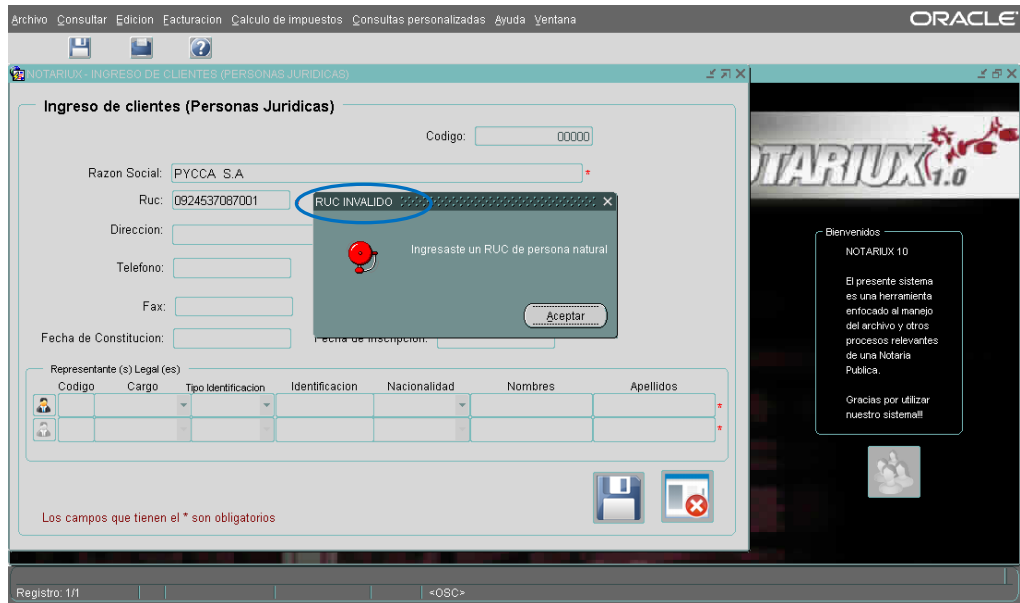 Archivo Consultar Edicion Facturacion Calculo de impuestos Consultas personalizadas Ayuda Ventana
ORACLE
NOTARIUX - INGRESO DE CLIENTES (PERSONAS JURIDICAS)
Ingreso de clientes (Personas Juridicas)
Codigo: 00000
Razon Social: PYCCA S.A *
Ruc: 0924537087001
RUC INVALIDO
Ingresaste un RUC de persona natural
Aceptar
Direccion:
Telefono:
Fax:
Fecha de Constitucion:
Fecha de Inscripcion:
Representante (s) Legal (es)
Codigo Cargo Tipo Identificacion Identificacion Nacionalidad Nombres Apellidos
*
*
Los campos que tienen el * son obligatorios
NOTARIUX 1.0
Bienvenidos
NOTARIUX 1.0
El presente sistema
es una herramienta
enfocado al manejo
del archivo y otros
procesos relevantes
de una Notaria
Publica.
Gracias por utilizar
nuestro sistema!!!
Registro: 1/1
<OSC>